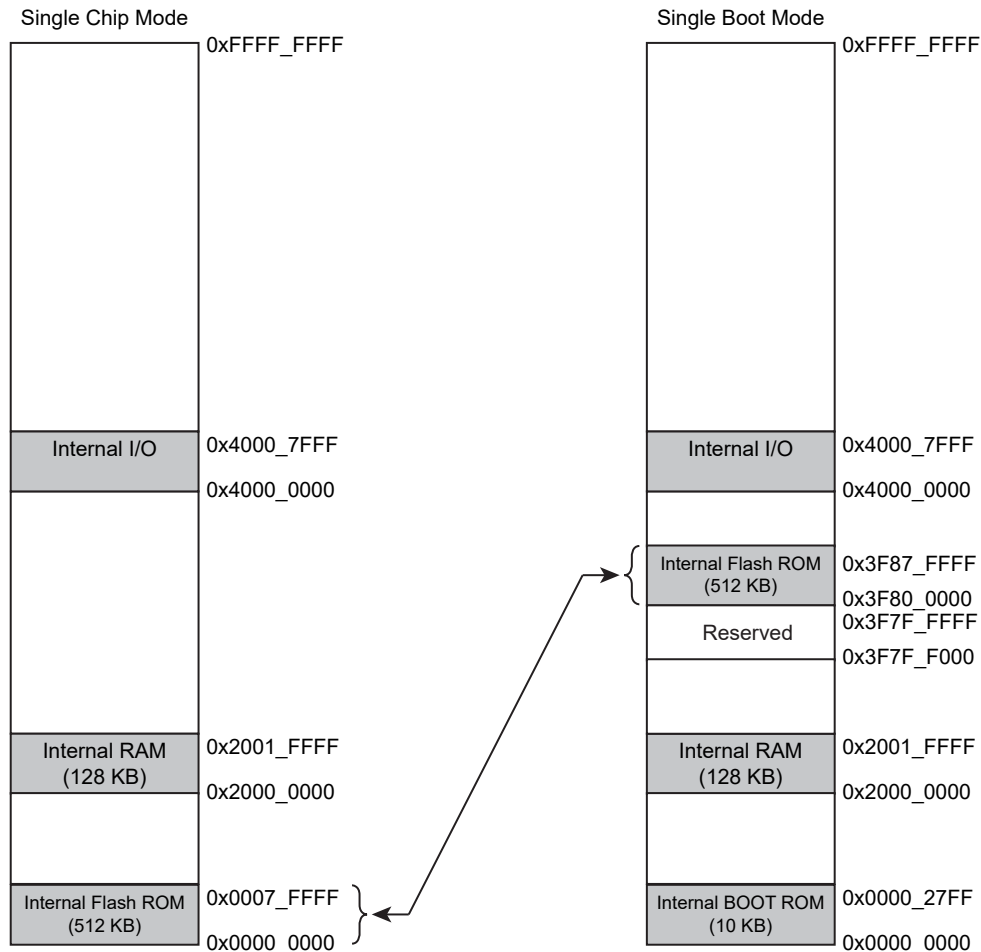 Single Chip Mode
0xFFFF_FFFF
Internal I/O
0x4000_7FFF
0x4000_0000
Internal RAM
(128 KB)
0x2001_FFFF
0x2000_0000
Internal Flash ROM
(512 KB)
0x0007_FFFF
0x0000_0000
Single Boot Mode
0xFFFF_FFFF
Internal I/O
0x4000_7FFF
0x4000_0000
Internal Flash ROM
(512 KB)
0x3F87_FFFF
0x3F80_0000
Reserved
0x3F7F_FFFF
0x3F7F_F000
Internal RAM
(128 KB)
0x2001_FFFF
0x2000_0000
Internal BOOT ROM
(10 KB)
0x0000_27FF
0x0000_0000